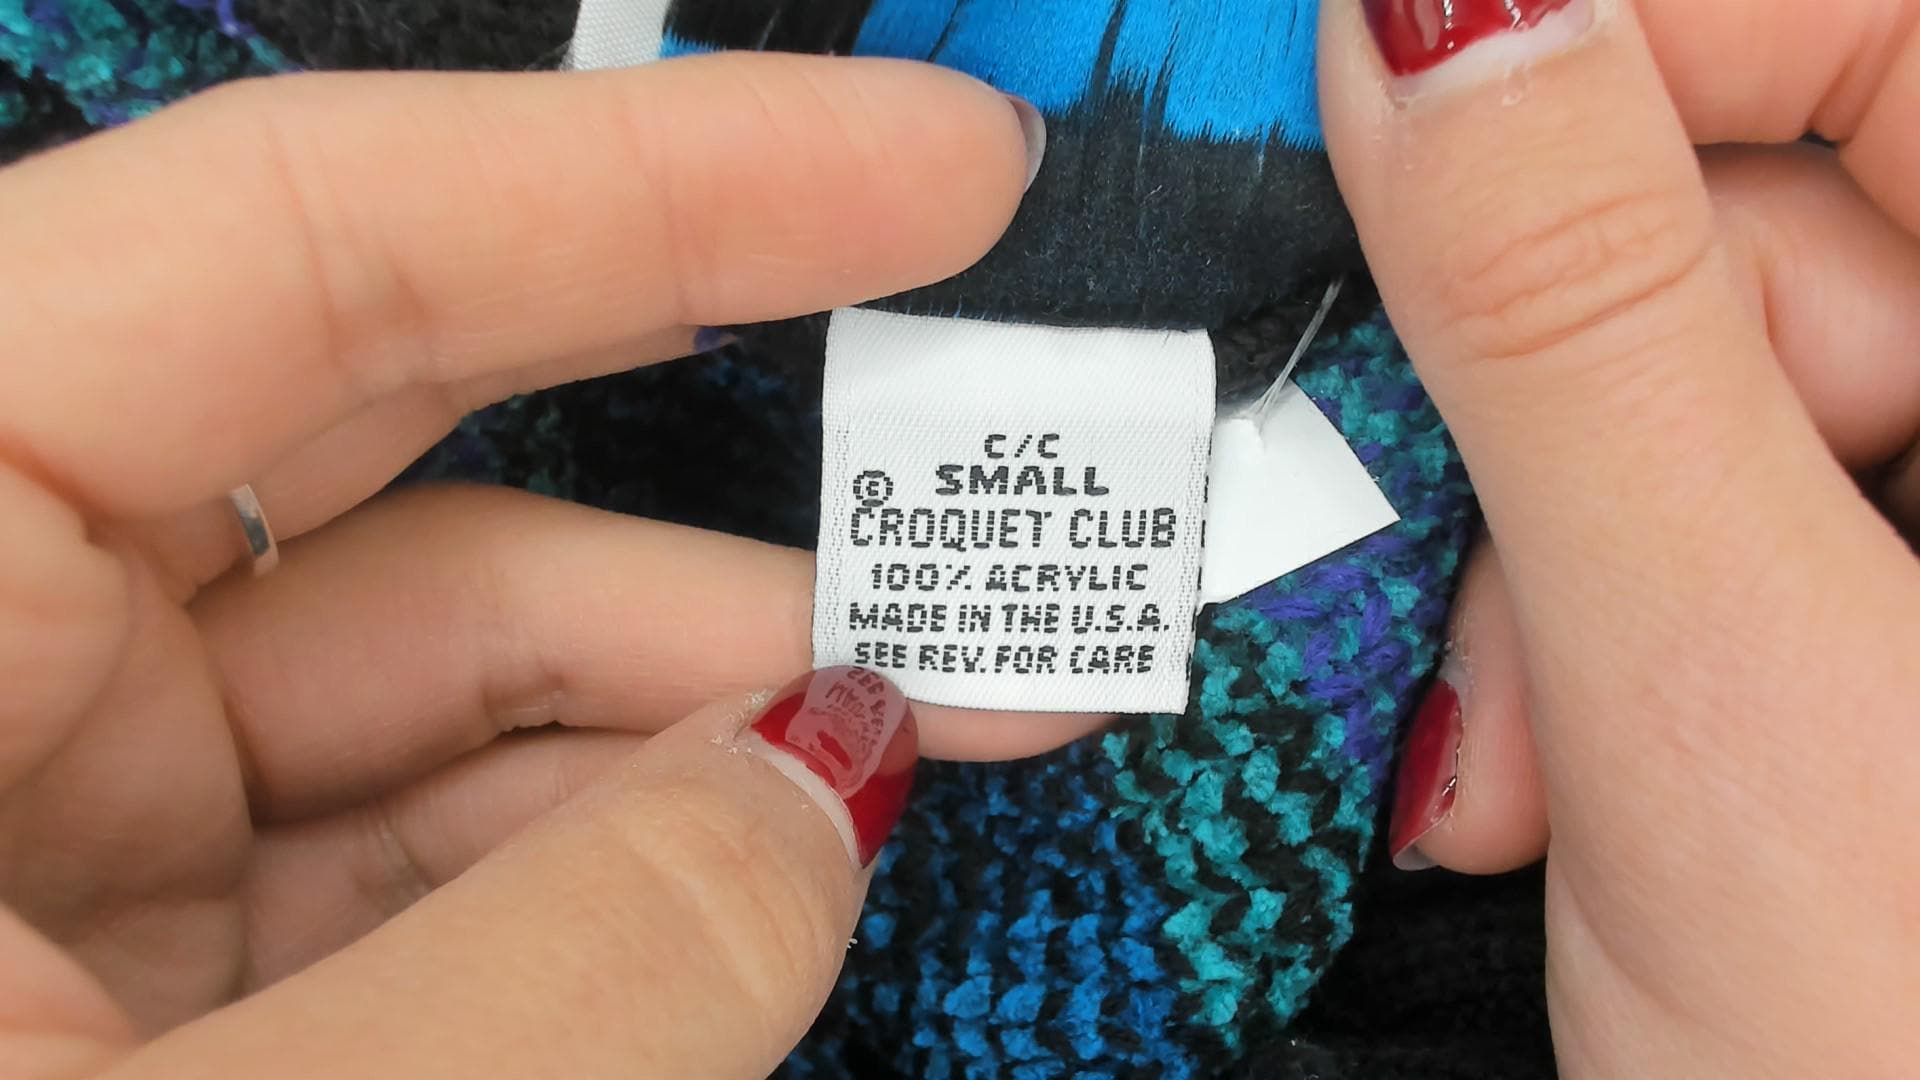 C/C
SMALL
©
CROQUET CLUB
100% ACRYLIC
MADE IN THE U.S.A.
SEE REV. FOR CARE